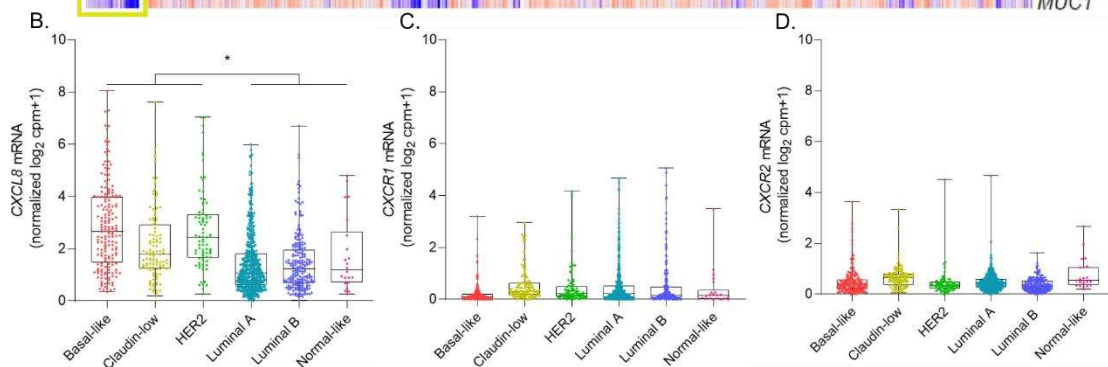 MUC1
B.
C.
D.
CXCL8 mRNA
(normalized log2 cpm+1)
10
8
6
4
2
0
*
Basal-like
Claudin-low
HER2
Luminal A
Luminal B
Normal-like
CXCR1 mRNA
(normalized log2 cpm+1)
10
8
6
4
2
0
Basal-like
Claudin-low
HER2
Luminal A
Luminal B
Normal-like
CXCR2 mRNA
(normalized log2 cpm+1)
10
8
6
4
2
0
Basal-like
Claudin-low
HER2
Luminal A
Luminal B
Normal-like